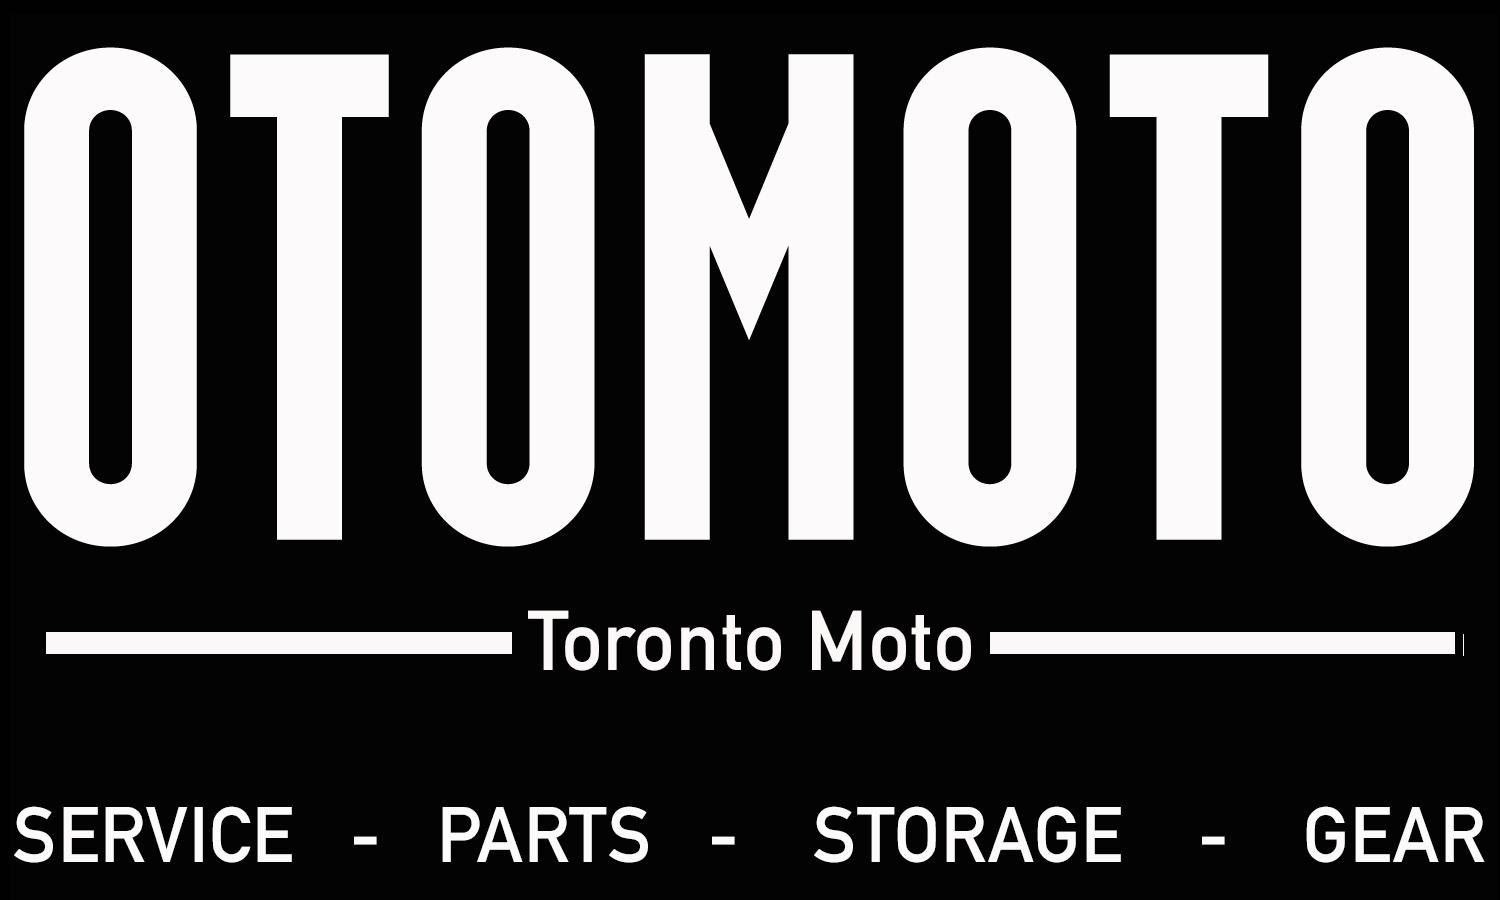 OTOMOTO
Toronto Moto
SERVICE - PARTS - STORAGE - GEAR